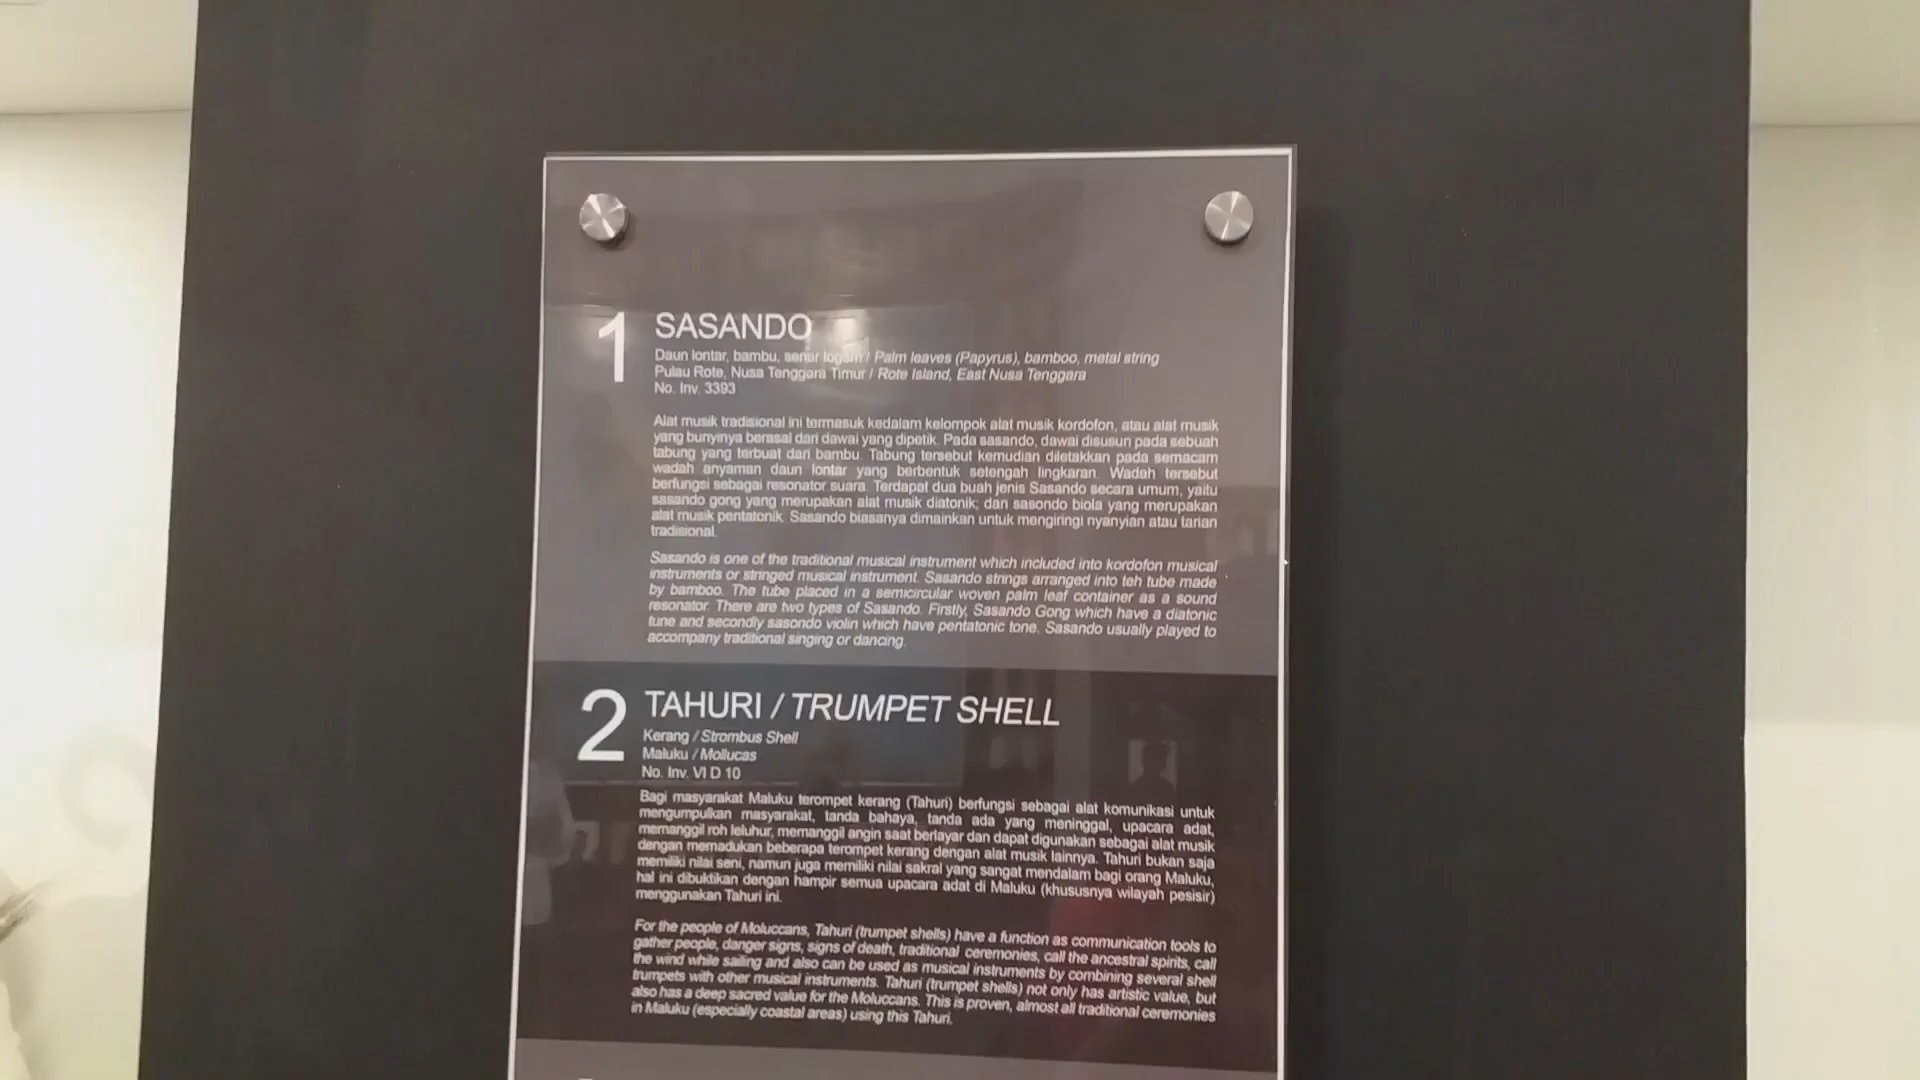 1
SASANDO
Daun lontar, bambu, senar logam / Palm leaves (Papyrus), bamboo, metal string
Pulau Rote, Nusa Tenggara Timur / Rote Island, East Nusa Tenggara
No. Inv. 3393
Alat musik tradisional ini termasuk kedalam kelompok alat musik kordofon, atau alat musik
yang bunyinya berasal dari dawai yang dipetik. Pada sasando, dawai disusun pada sebuah
tabung yang terbuat dari bambu. Tabung tersebut kemudian diletakkan pada semacam
wadah anyaman daun lontar yang berbentuk setengah lingkaran. Wadah tersebut
berfungsi sebagai resonator suara. Terdapat dua buah jenis Sasando secara umum, yaitu
sasando gong yang merupakan alat musik diatonik; dan sasondo biola yang merupakan
alat musik pentatonik. Sasando biasanya dimainkan untuk mengiringi nyanyian atau tarian
tradisional.
Sasando is one of the traditional musical instrument which included into kordofon musical
instruments or stringed musical instrument. Sasando strings arranged into teh tube made
by bamboo. The tube placed in a semicircular woven palm leaf container as a sound
resonator. There are two types of Sasando. Firstly, Sasando Gong which have a diatonic
tune and secondly sasondo violin which have pentatonic tone. Sasando usually played to
accompany traditional singing or dancing.
2
TAHURI / TRUMPET SHELL
Kerang / Strombus Shell
Maluku / Mollucas
No. Inv. VI D 10
Bagi masyarakat Maluku terompet kerang (Tahuri) berfungsi sebagai alat komunikasi untuk
mengumpulkan masyarakat, tanda bahaya, tanda ada yang meninggal, upacara adat,
memanggil roh leluhur, memanggil angin saat berlayar dan dapat digunakan sebagai alat musik
dengan memadukan beberapa terompet kerang dengan alat musik lainnya. Tahuri bukan saja
memiliki nilai seni, namun juga memiliki nilai sakral yang sangat mendalam bagi orang Maluku,
hal ini dibuktikan dengan hampir semua upacara adat di Maluku (khususnya wilayah pesisir)
menggunakan Tahuri ini.
For the people of Moluccans, Tahuri (trumpet shells) have a function as communication tools to
gather people, danger signs, signs of death, traditional ceremonies, call the ancestral spirits, call
the wind while sailing and also can be used as musical instruments by combining several shell
trumpets with other musical instruments. Tahuri (trumpet shells) not only has artistic value, but
also has a deep sacred value for the Moluccans. This is proven, almost all traditional ceremonies
in Maluku (especially coastal areas) using this Tahuri.